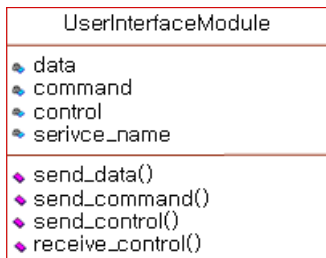 UserInterfaceModule
data
command
control
serivce_name
send_data()
send_command()
send_control()
receive_control()